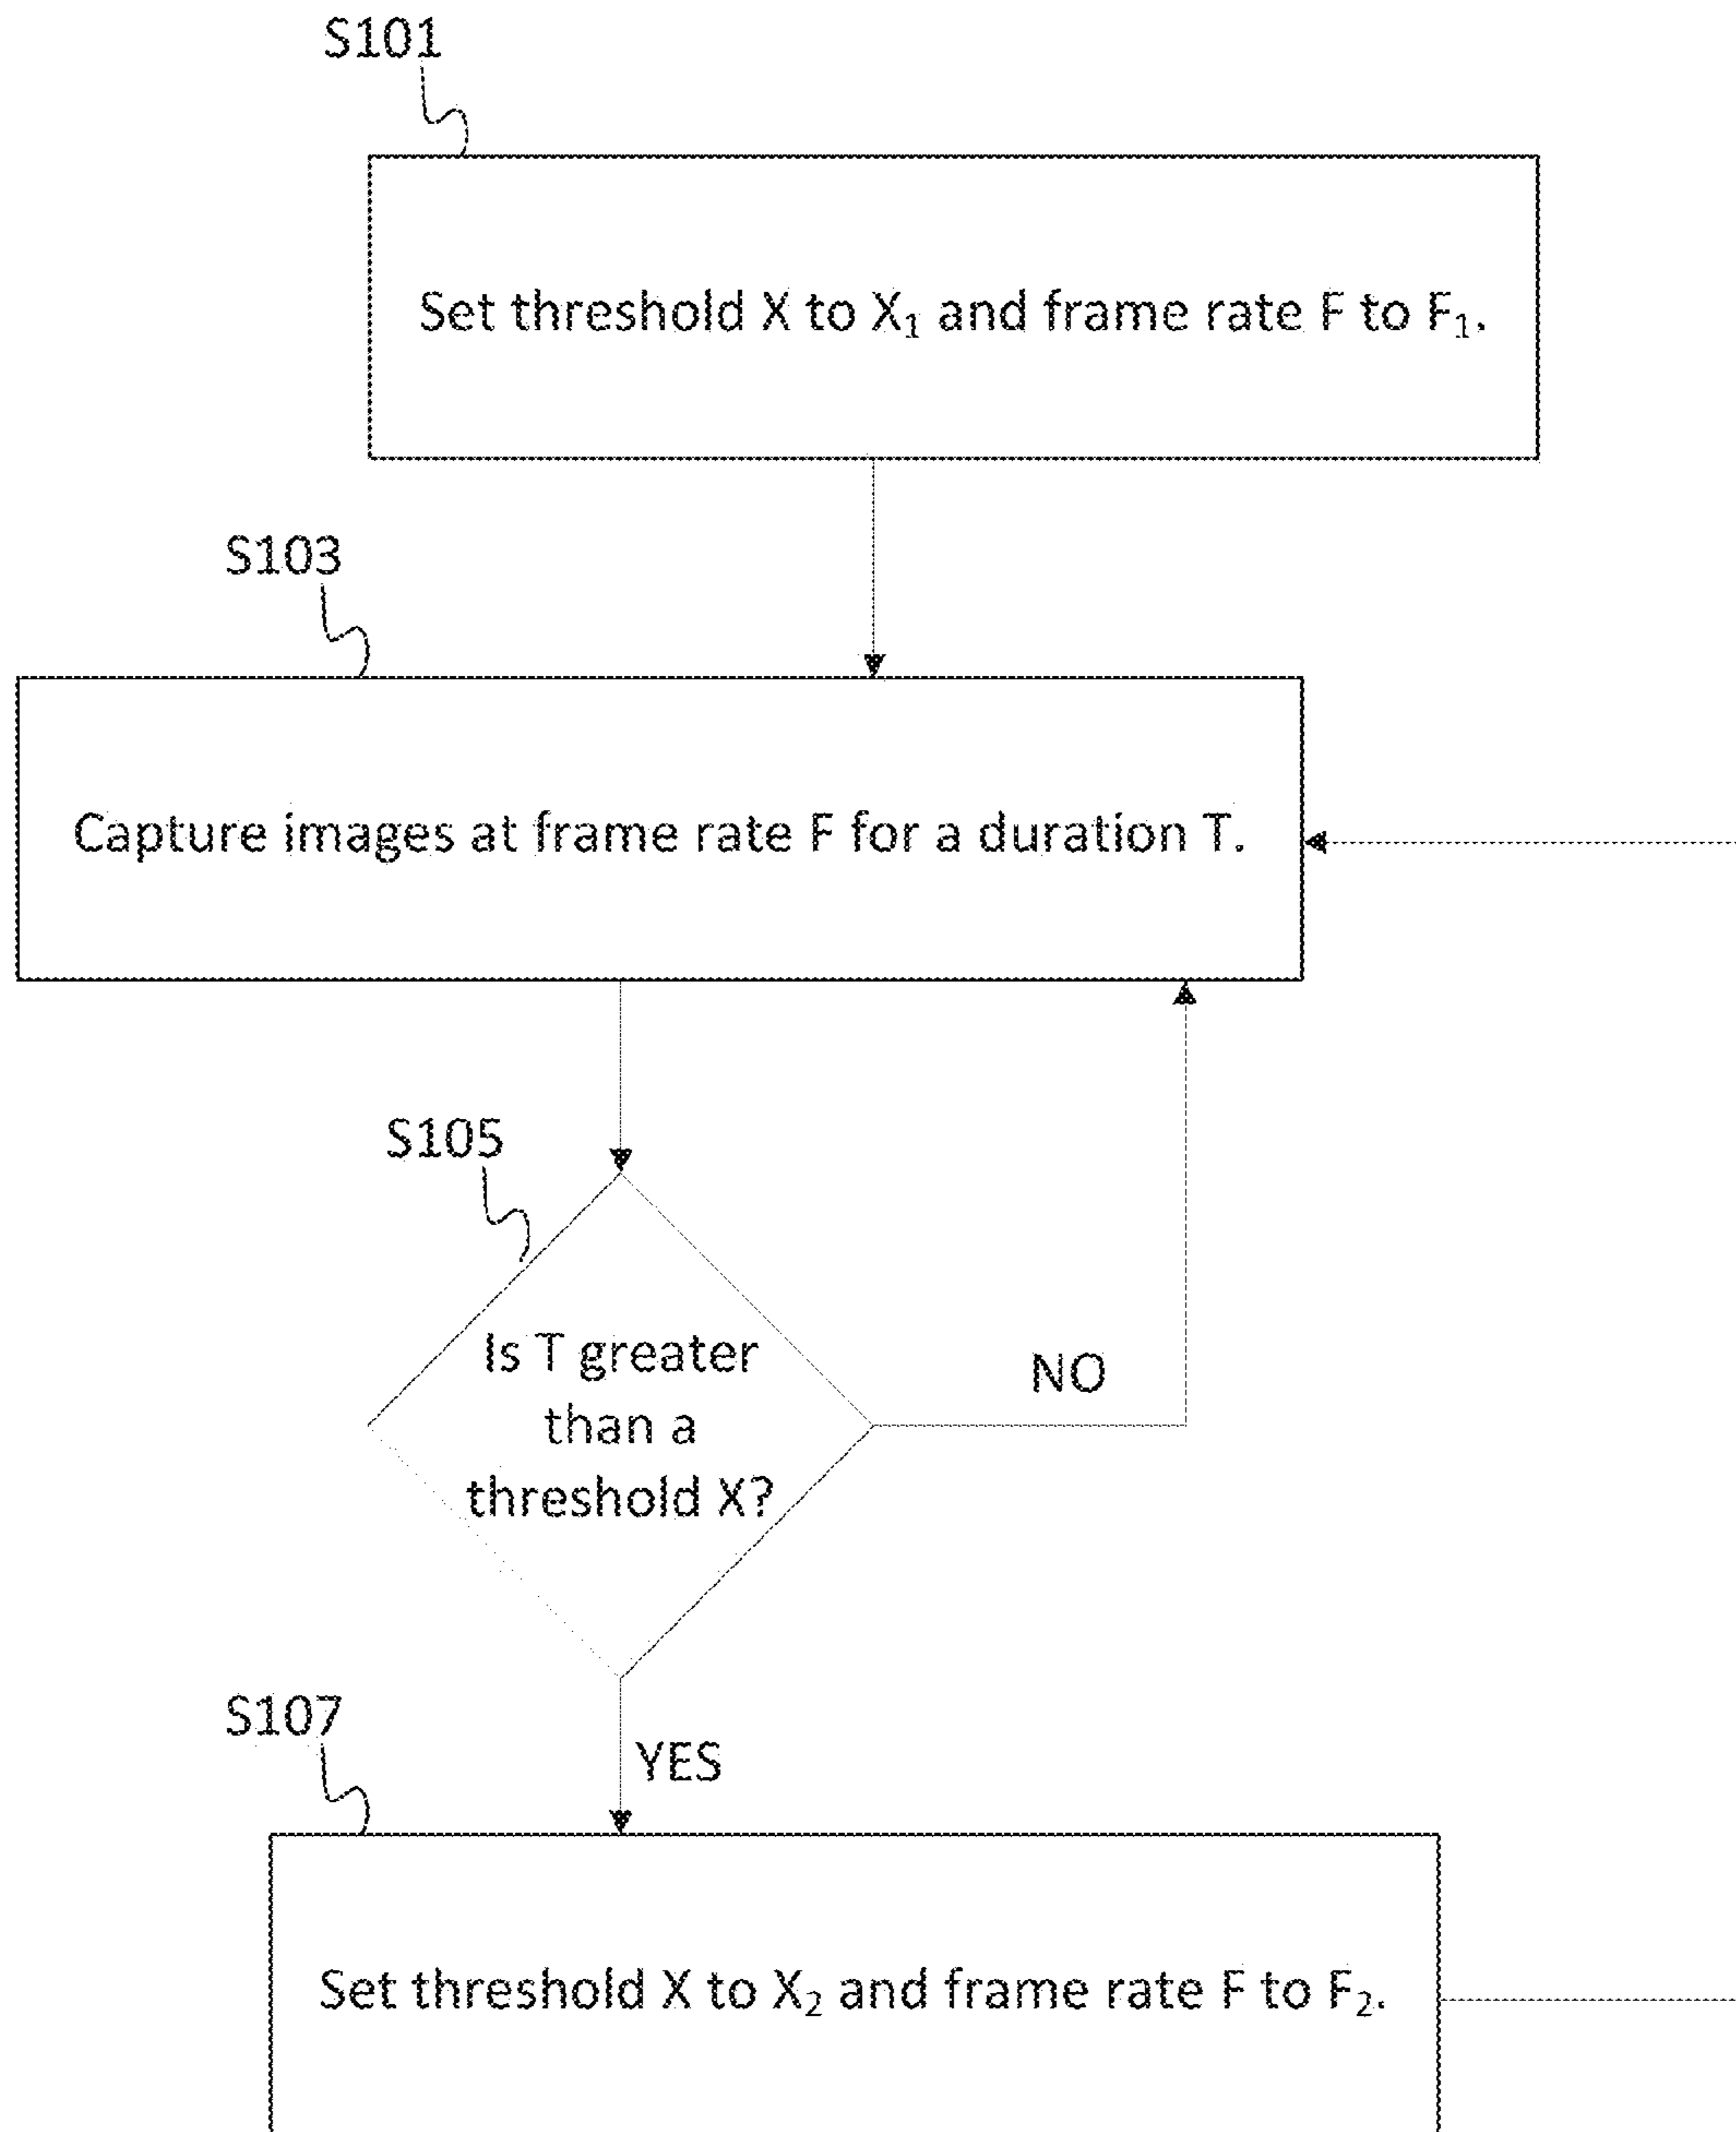 S101
Set threshold X to X₁ and frame rate F to F₁.
S103
Capture images at frame rate F for a duration T.
S105
Is T greater
than a
threshold X?
NO
S107
YES
Set threshold X to X₂ and frame rate F to F₂.